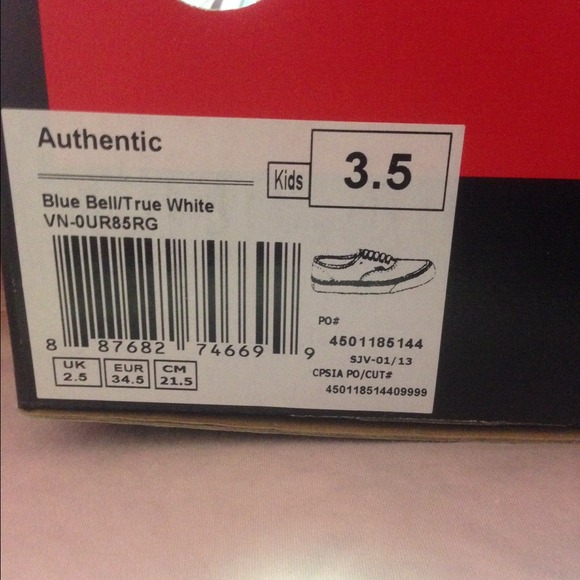 Authentic
Kids 3.5
Blue Bell/True White
VN-0UR85RG
8 87682 74669 9
PO#
4501185144
SJV-01/13
CPSIA PO/CUT#
450118514409999
UK EUR CM
2.5 34.5 21.5